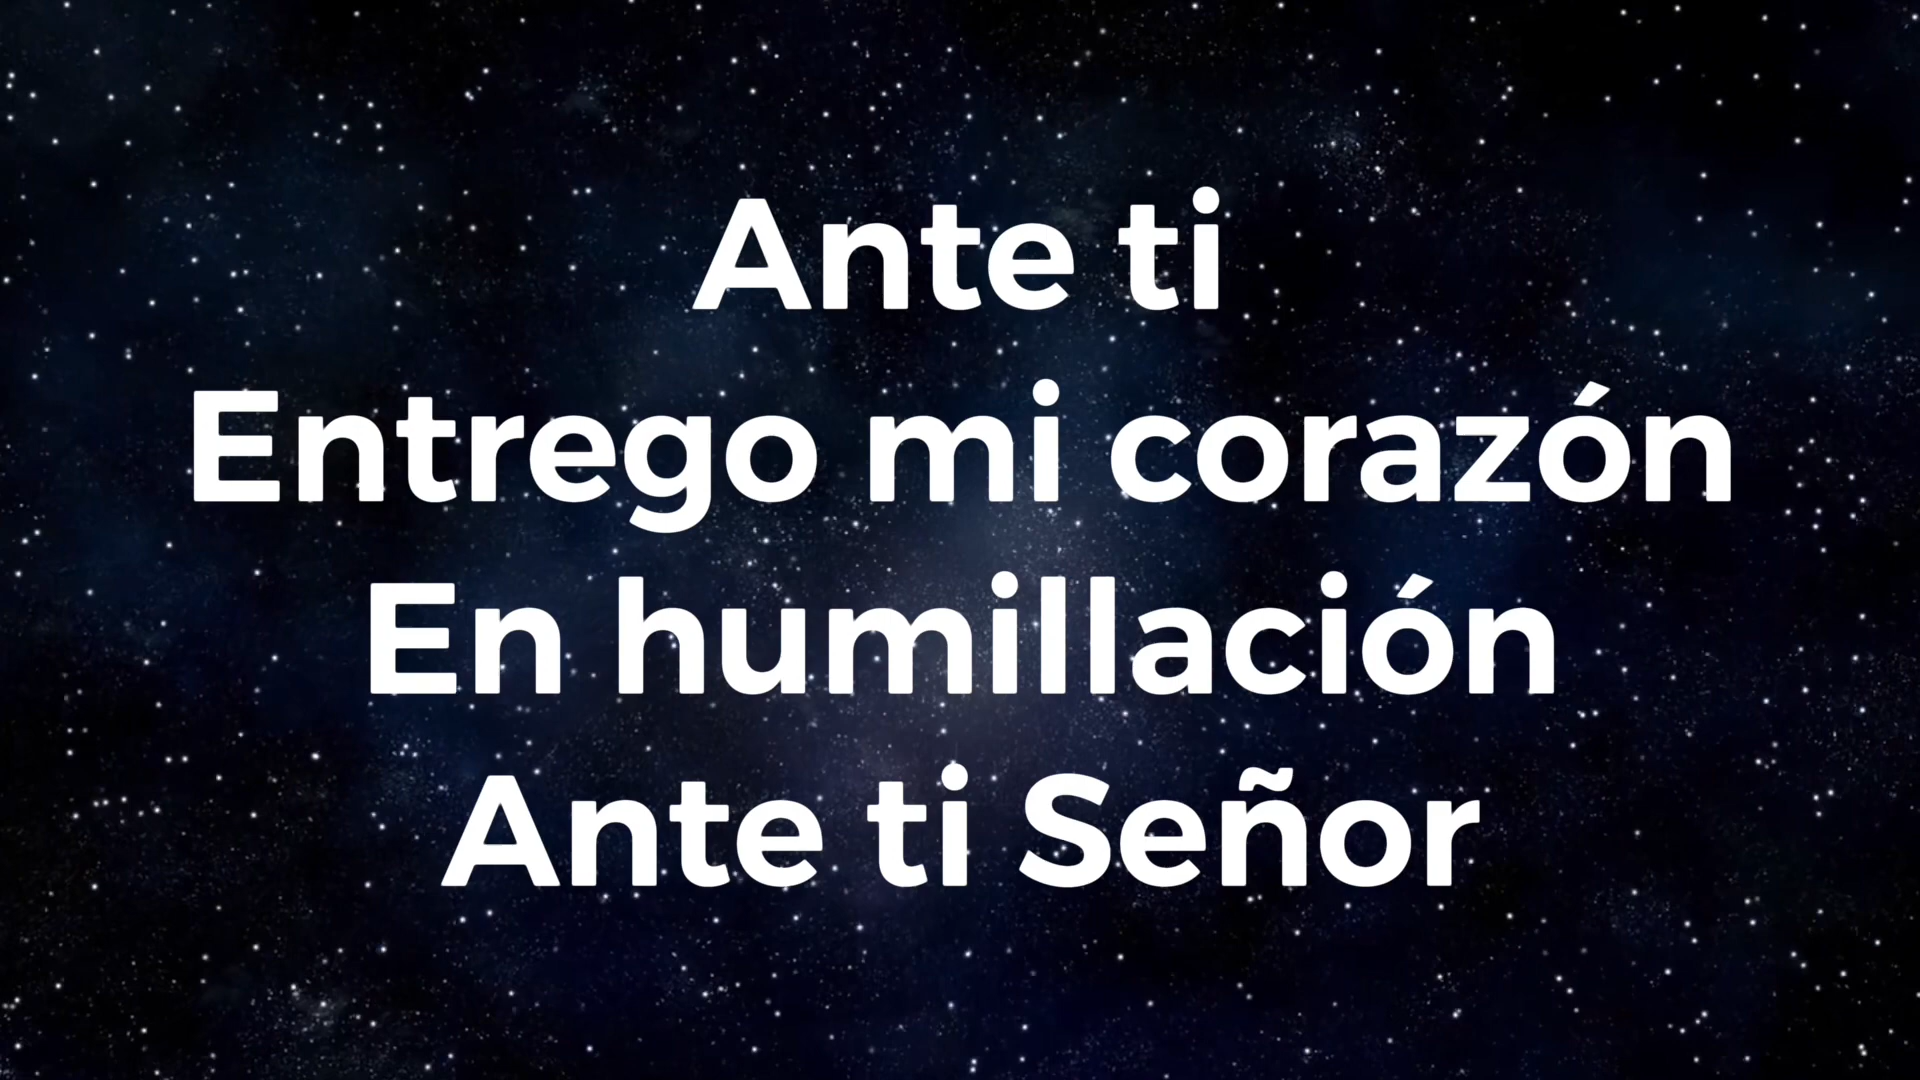 Ante ti
Entrego mi corazón
En humillación
Ante ti Señor